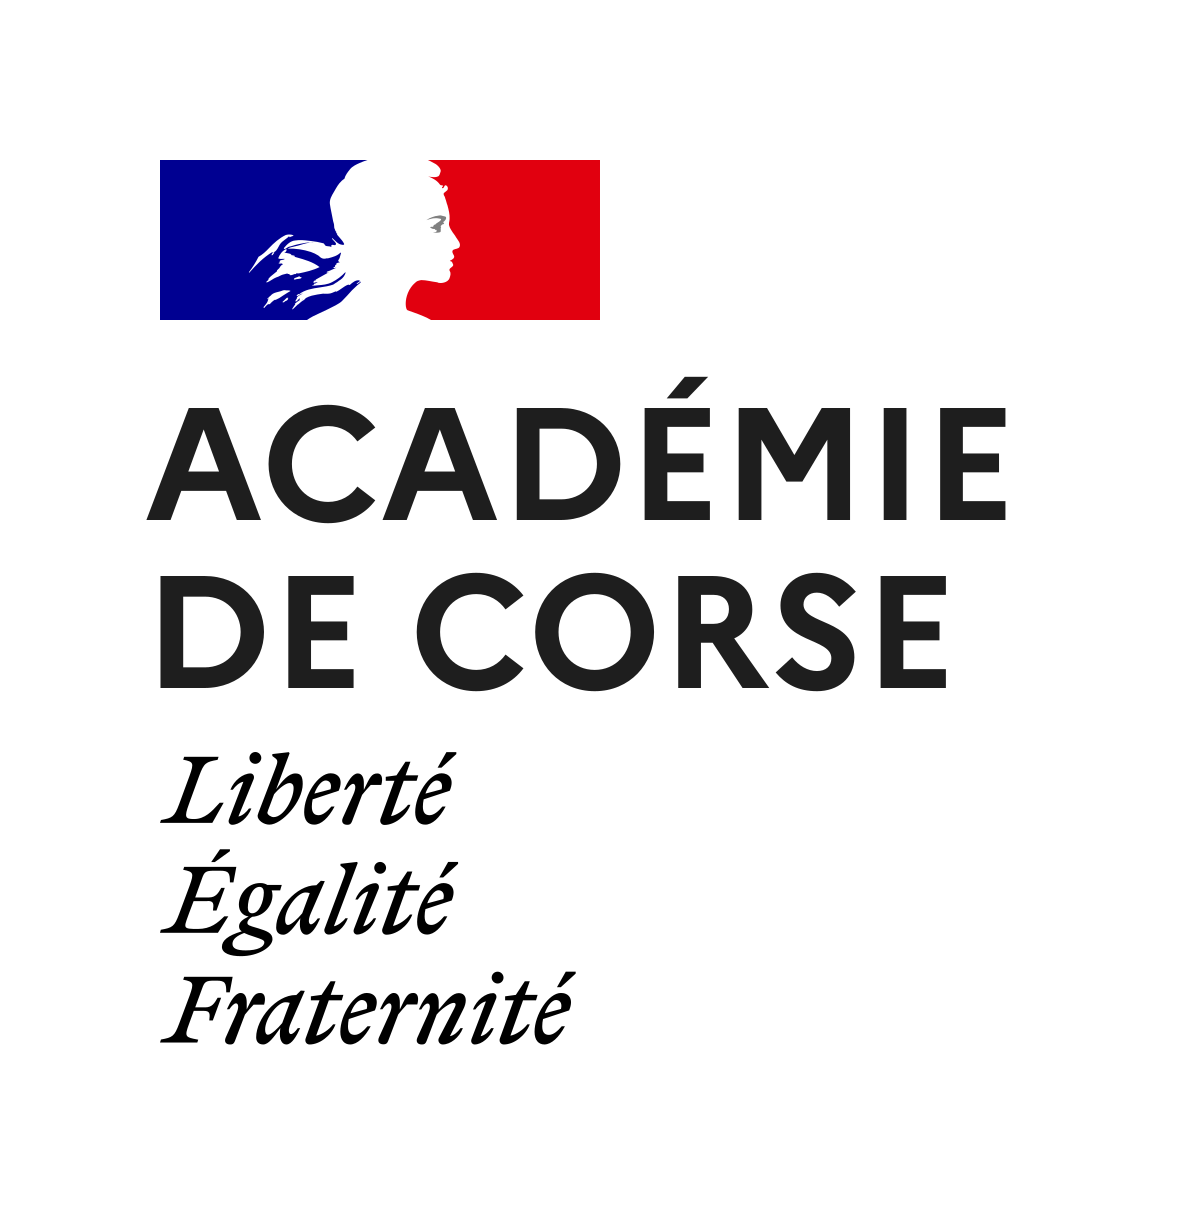 ACADÉMIE
DE CORSE
Liberté
Égalité
Fraternité